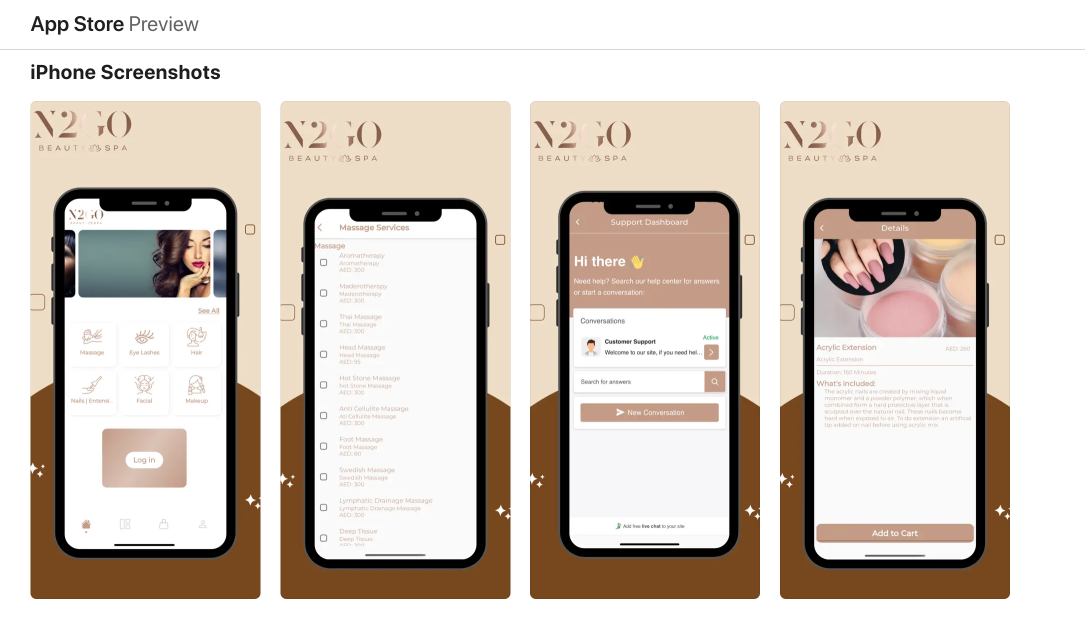 App Store Preview
iPhone Screenshots
N2GO
BEAUTY SPA
N2GO
See All
Massage
Eye Lashes
Hair
Nails | Entensi...
Facial
Makeup
Log in
N2GO
BEAUTY SPA
Massage Services
Massage
Aromatherapy
Aromotherapy
AED: 200
Maderotherapy
Maderotherapy
AED: 300
Thai Massage
Thai Massage
AED: 300
Head Massage
Head Massage
AED: 95
Hot Stone Massage
Hot Stone Massage
AED: 300
Anti Cellulite Massage
Ati Cellulite Massage
AED: 300
Foot Massage
Foot Massage
AED: 80
Swedish Massage
Swedish Massage
AED: 300
Lymphatic Drainage Massage
Lymphatic Drainage Massage
AED: 300
Deep Tissue
Deep Tissue
AED: 300
N2GO
BEAUTY SPA
Support Dashboard
Hi there 👋
Need help? Search our help center for answers
or start a conversation:
Conversations
Customer Support
Active
Welcome to our site, if you need hel...
Search for answers
New Conversation
Add free live chat to your site
N2GO
BEAUTY SPA
Details
Acrylic Extension
AED: 260
Acrylic Extension
Duration: 150 Minutes
What's included:
The acrylic nails are created by mixing liquid
monomer and a powder polymer, which when
combined form a hard protective layer that is
sculpted over the natural nail. These nails become
hard when exposed to air. To do extension an artificial
tip added on nail before using acrylic mix.
Add to Cart